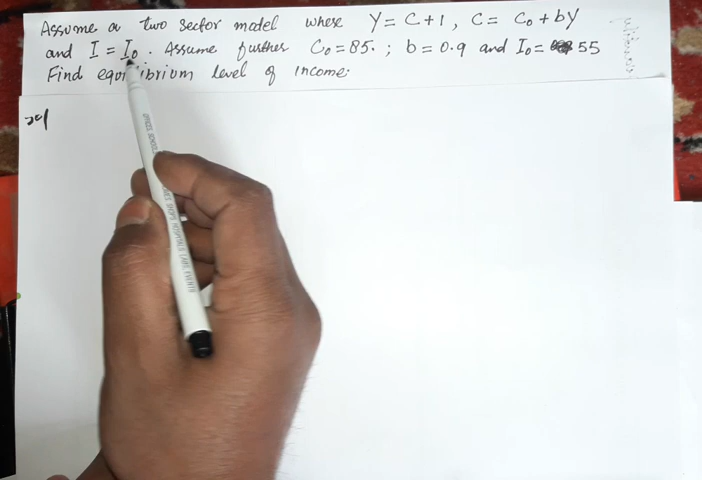 Assume a two sector model where Y = C + I, C = C₀ + bY
and I = I₀. Assume further C₀ = 85. ; b = 0.9 and I₀ = 55
Find equilibrium level of income.